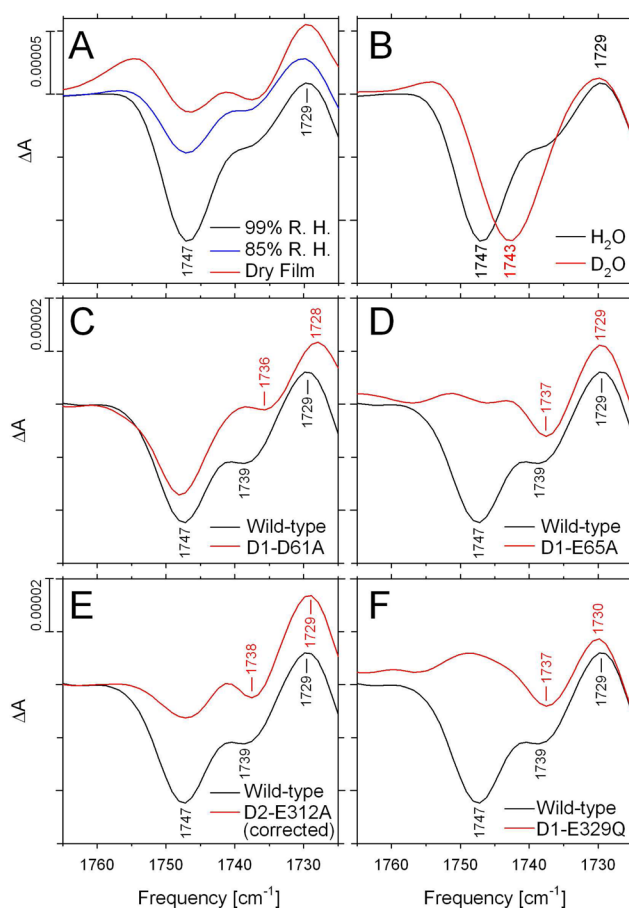 A
B
0.00005
ΔA
1729
1747
99% R. H.
85% R. H.
Dry Film
1729
1747
1743
H₂O
D₂O
C
D
0.00002
ΔA
1728
1736
1729
1739
1747
Wild-type
D1-D61A
1729
1737
1729
1739
1747
Wild-type
D1-E65A
E
F
0.00002
ΔA
1729
1738
1729
1739
1747
Wild-type
D2-E312A
(corrected)
1730
1737
1729
1739
1747
Wild-type
D1-E329Q
1760 1750 1740 1730
1760 1750 1740 1730
Frequency [cm⁻¹]
Frequency [cm⁻¹]